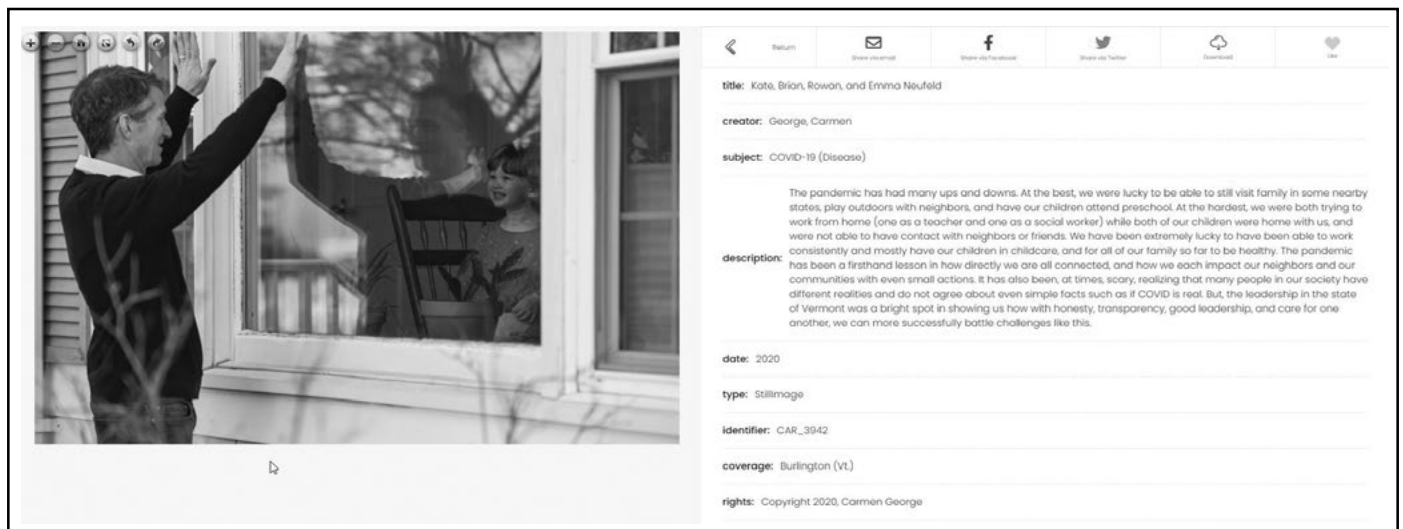 Return
Share via email
Share via Facebook
Share via Twitter
Download
Like
title: Kate, Brian, Rowan, and Emma Neufeld
creator: George, Carmen
subject: COVID-19 (Disease)
description:
The pandemic has had many ups and downs. At the best, we were lucky to be able to still visit family in some nearby
states, play outdoors with neighbors, and have our children attend preschool. At the hardest, we were both trying to
work from home (one as a teacher and one as a social worker) while both of our children were home with us, and
were not able to have contact with neighbors or friends. We have been extremely lucky to have been able to work
consistently and mostly have our children in childcare, and for all of our family so far to be healthy. The pandemic
has been a firsthand lesson in how directly we are all connected, and how we each impact our neighbors and our
communities with even small actions. It has also been, at times, scary, realizing that many people in our society have
different realities and do not agree about even simple facts such as if COVID is real. But, the leadership in the state
of Vermont was a bright spot in showing us how with honesty, transparency, good leadership, and care for one
another, we can more successfully battle challenges like this.
date: 2020
type: StillImage
identifier: CAR_3942
coverage: Burlington (Vt.)
rights: Copyright 2020, Carmen George